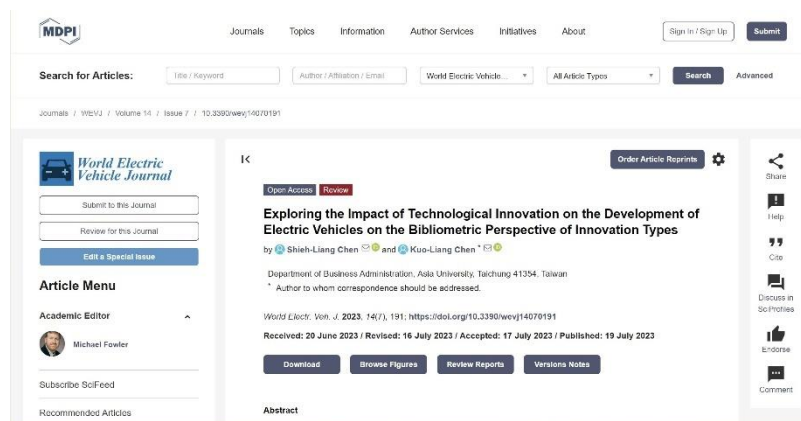 MDPI
Journals Topics Information Author Services Initiatives About
Sign In / Sign Up Submit
Search for Articles:
Title / Keyword
Author / Affiliation / Email
World Electric Vehicle...
All Article Types
Search
Advanced
Journals / WEVJ / Volume 14 / Issue 7 / 10.3390/wevj14070191
World Electric
Vehicle Journal
Submit to this Journal
Review for this Journal
Edit a Special Issue
Article Menu
Academic Editor
Michael Fowler
Subscribe SciFeed
Recommended Articles
Order Article Reprints
Open Access Review
Exploring the Impact of Technological Innovation on the Development of
Electric Vehicles on the Bibliometric Perspective of Innovation Types
by Shieh-Liang Chen and Kuo-Liang Chen *
Department of Business Administration, Asia University, Taichung 41354, Taiwan
* Author to whom correspondence should be addressed.
World Electr. Veh. J. 2023, 14(7), 191; https://doi.org/10.3390/wevj14070191
Received: 20 June 2023 / Revised: 16 July 2023 / Accepted: 17 July 2023 / Published: 19 July 2023
Download Browse Figures Review Reports Versions Notes
Abstract
Share
Help
Cite
Discuss in
SciProfiles
Endorse
Comment